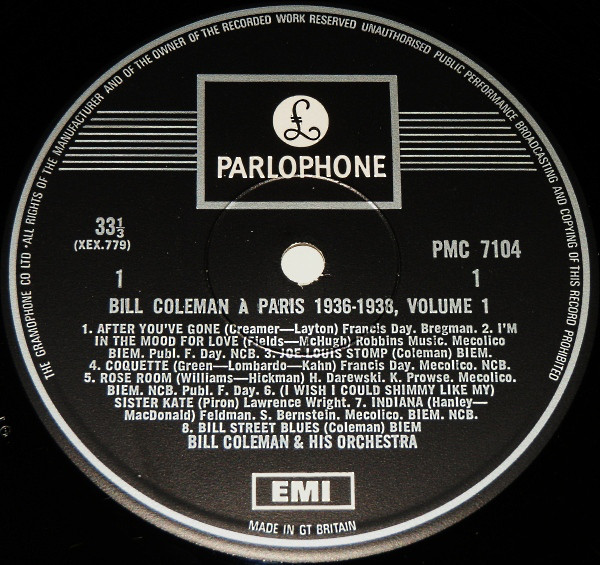 THE GRAMOPHONE CO LTD · ALL RIGHTS OF THE MANUFACTURER AND OF THE OWNER OF THE RECORDED WORK RESERVED UNAUTHORISED PUBLIC PERFORMANCE BROADCASTING AND COPYING OF THIS RECORD PROHIBITED
£
PARLOPHONE
33⅓
(XEX.779)
PMC 7104
1 1
BILL COLEMAN À PARIS 1936-1938, VOLUME 1
1. AFTER YOU'VE GONE (Creamer—Layton) Francis Day. Bregman. 2. I'M
IN THE MOOD FOR LOVE (Fields—McHugh) Robbins Music. Mecolico
BIEM. Publ. F. Day. NCB. 3. JOE LOUIS STOMP (Coleman) BIEM.
4. COQUETTE (Green—Lombardo—Kahn) Francis Day. Mecolico. NCB.
5. ROSE ROOM (Williams—Hickman) H. Darewski. K. Prowse. Mecolico.
BIEM. NCB. Publ. F. Day. 6. (I WISH I COULD SHIMMY LIKE MY)
SISTER KATE (Piron) Lawrence Wright. 7. INDIANA (Hanley—
MacDonald) Feldman. S. Bernstein. Mecolico. BIEM. NCB.
8. BILL STREET BLUES (Coleman) BIEM
BILL COLEMAN & HIS ORCHESTRA
EMI
MADE IN GT BRITAIN